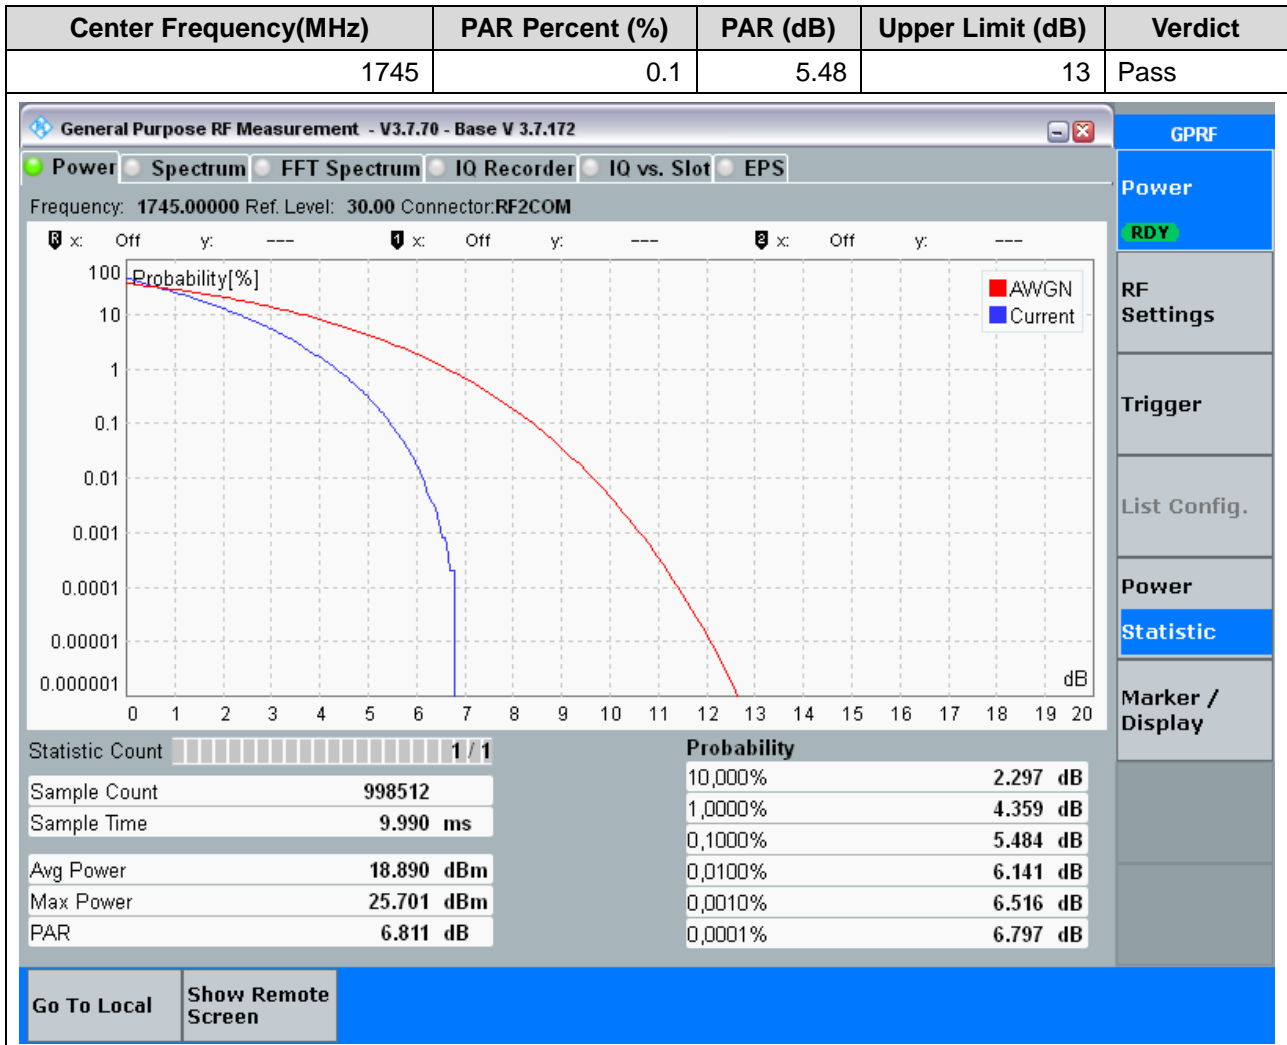 Center Frequency(MHz) PAR Percent (%) PAR (dB) Upper Limit (dB) Verdict
1745 0.1 5.48 13 Pass
General Purpose RF Measurement - V3.7.70 - Base V 3.7.172
GPRF
Power Spectrum FFT Spectrum IQ Recorder IQ vs. Slot EPS
Power
RDY
Frequency: 1745.00000 Ref. Level: 30.00 Connector:RF2COM
R x: Off y: --- 1 x: Off y: --- 2 x: Off y: ---
Probability[%]
AWGN
Current
100
10
1
0.1
0.01
0.001
0.0001
0.00001
0.000001
dB
0 1 2 3 4 5 6 7 8 9 10 11 12 13 14 15 16 17 18 19 20
RF
Settings
Trigger
List Config.
Power
Statistic
Marker /
Display
Statistic Count 1 / 1
Sample Count 998512
Sample Time 9.990 ms
Avg Power 18.890 dBm
Max Power 25.701 dBm
PAR 6.811 dB
Probability
10,000% 2.297 dB
1,0000% 4.359 dB
0,1000% 5.484 dB
0,0100% 6.141 dB
0,0010% 6.516 dB
0,0001% 6.797 dB
Go To Local
Show Remote
Screen